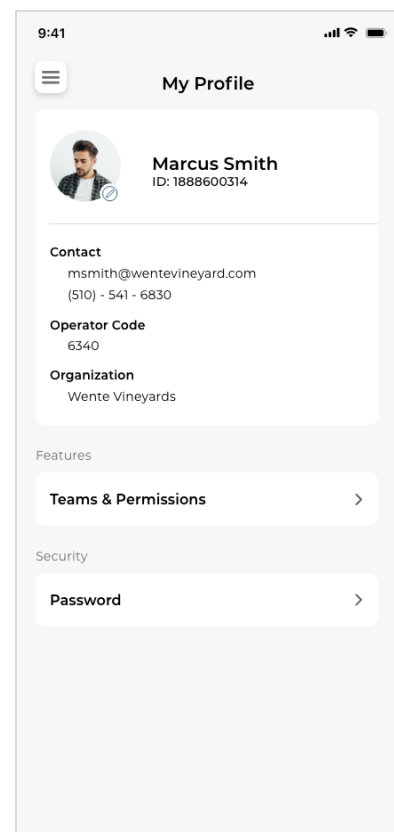 9:41
My Profile
Marcus Smith
ID: 1888600314
Contact
msmith@wentevineyard.com
(510) - 541 - 6830
Operator Code
6340
Organization
Wente Vineyards
Features
Teams & Permissions
Security
Password